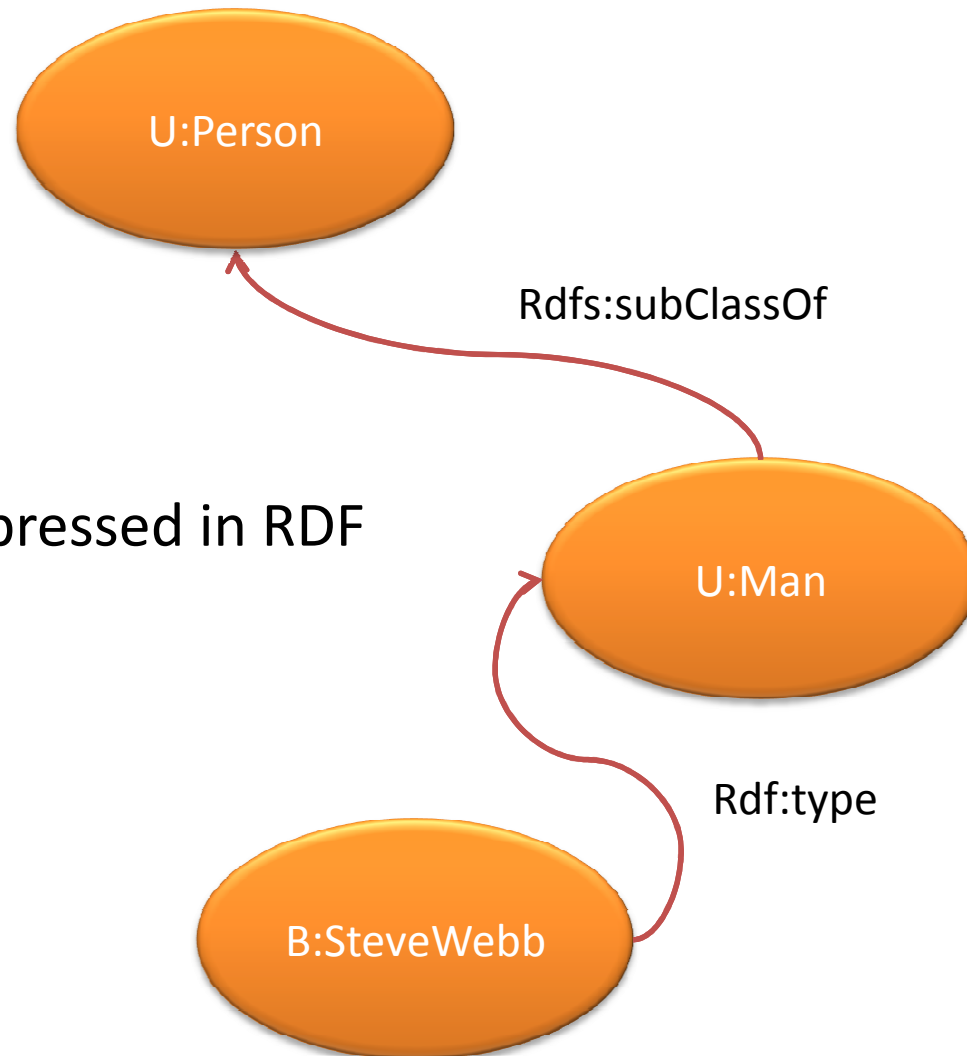 U:Person
Rdfs:subClassOf
pressed in RDF
U:Man
Rdf:type
B:SteveWebb